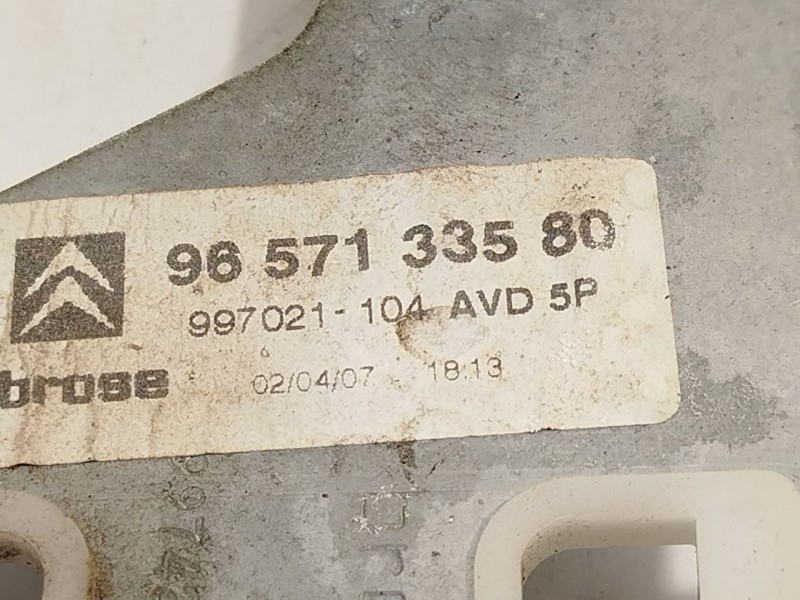 96 571 335 80
997021-104 AVD 5P
brose 02/04/07 18:13